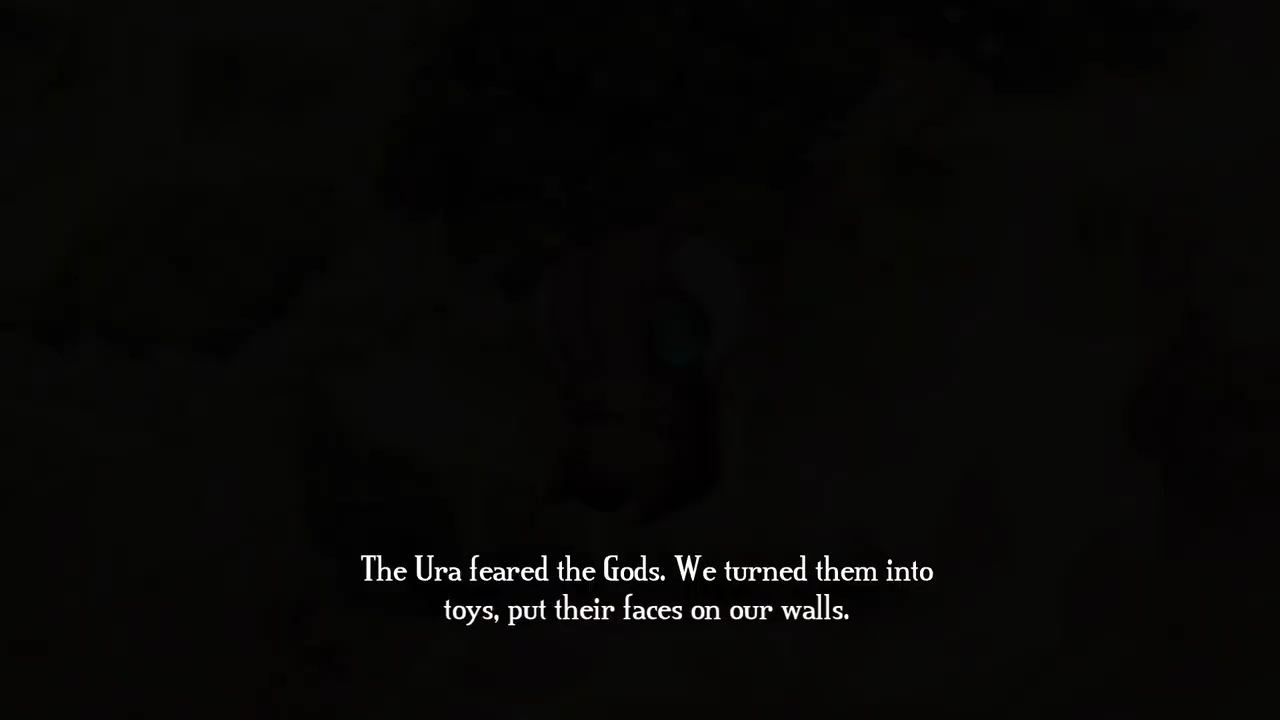 The Ura feared the Gods. We turned them into
toys, put their faces on our walls.